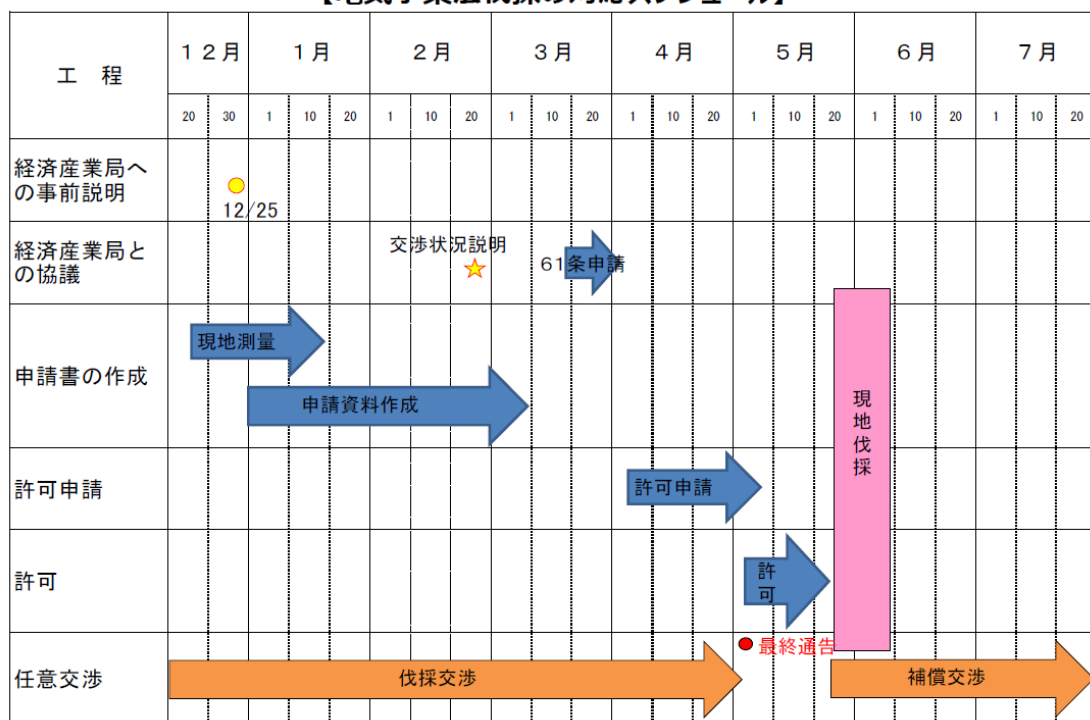 工 程
12月 1月 2月 3月 4月 5月 6月 7月
20 30 1 10 20 1 10 20 1 10 20 1 10 20 1 10 20 1 10 20 1 10 20
経済産業局へ
の事前説明
12/25
経済産業局と
の協議
交渉状況説明
61条申請
申請書の作成
現地測量
申請資料作成
現地伐採
許可申請
許可申請
許可
許可
任意交渉
最終通告
伐採交渉
補償交渉